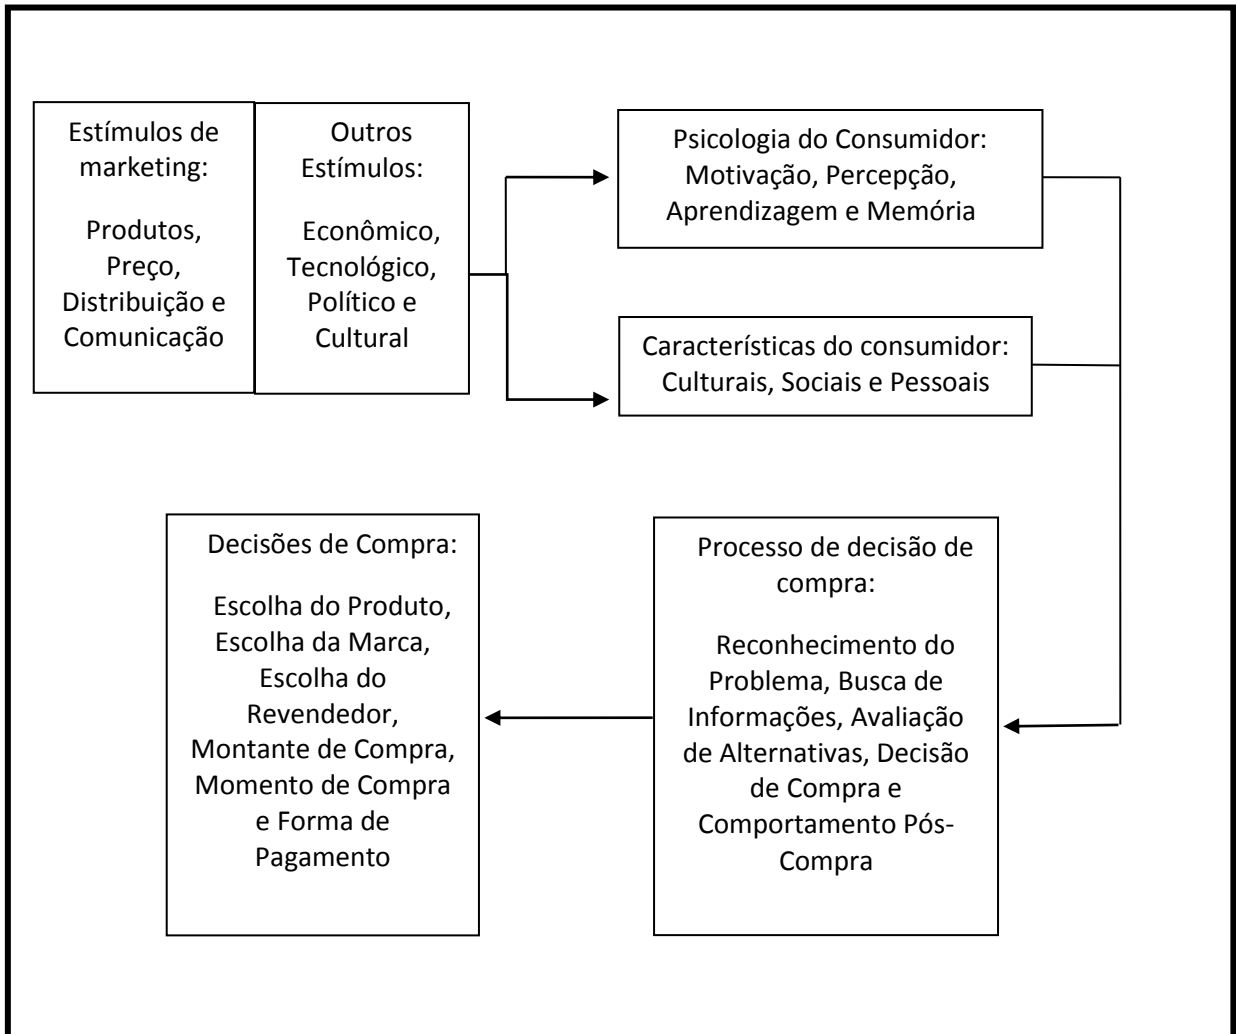 Estímulos de
marketing:
Produtos,
Preço,
Distribuição e
Comunicação
Outros
Estímulos:
Econômico,
Tecnológico,
Político e
Cultural
Psicologia do Consumidor:
Motivação, Percepção,
Aprendizagem e Memória
Características do consumidor:
Culturais, Sociais e Pessoais
Decisões de Compra:
Escolha do Produto,
Escolha da Marca,
Escolha do
Revendedor,
Montante de Compra,
Momento de Compra
e Forma de
Pagamento
Processo de decisão de
compra:
Reconhecimento do
Problema, Busca de
Informações, Avaliação
de Alternativas, Decisão
de Compra e
Comportamento Pós-
Compra